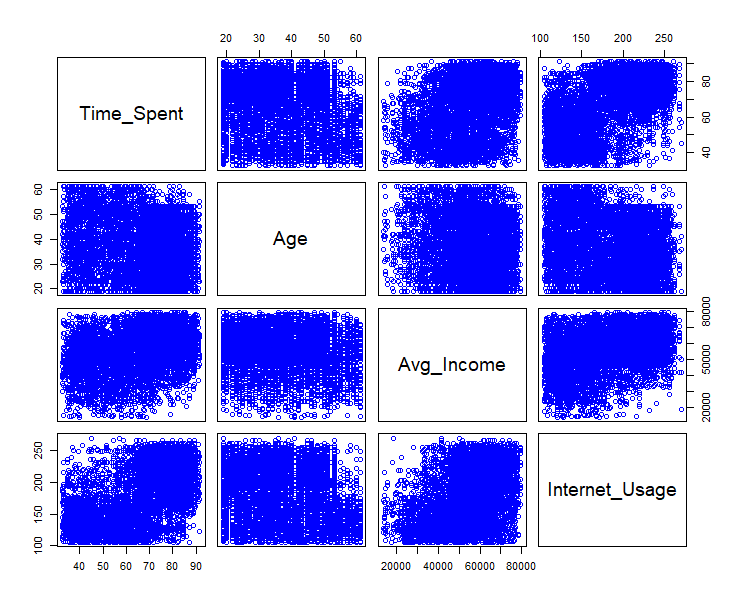 20 30 40 50 60
100 150 200 250
Time_Spent
40 60 80
20 30 40 50 60
Age
Avg_Income
20000 50000 80000
100 150 200 250
Internet_Usage
40 50 60 70 80 90
20000 40000 60000 80000